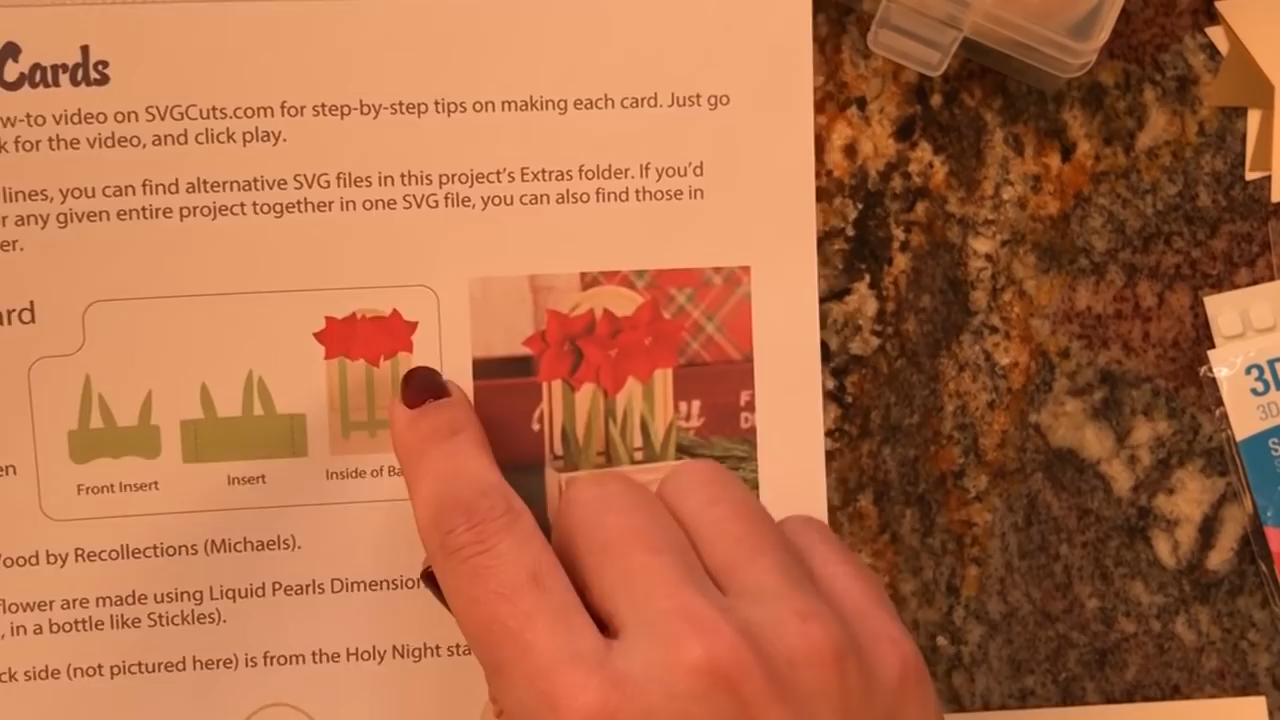 Cards
w-to video on SVGCuts.com for step-by-step tips on making each card. Just go
k for the video, and click play.
lines, you can find alternative SVG files in this project's Extras folder. If you'd
r any given entire project together in one SVG file, you can also find those in
er.
ard
en
Front Insert
Insert
Inside of Ba
ood by Recollections (Michaels).
flower are made using Liquid Pearls Dimension
, in a bottle like Stickles).
ck side (not pictured here) is from the Holy Night sta
3D
3D
S
F
D